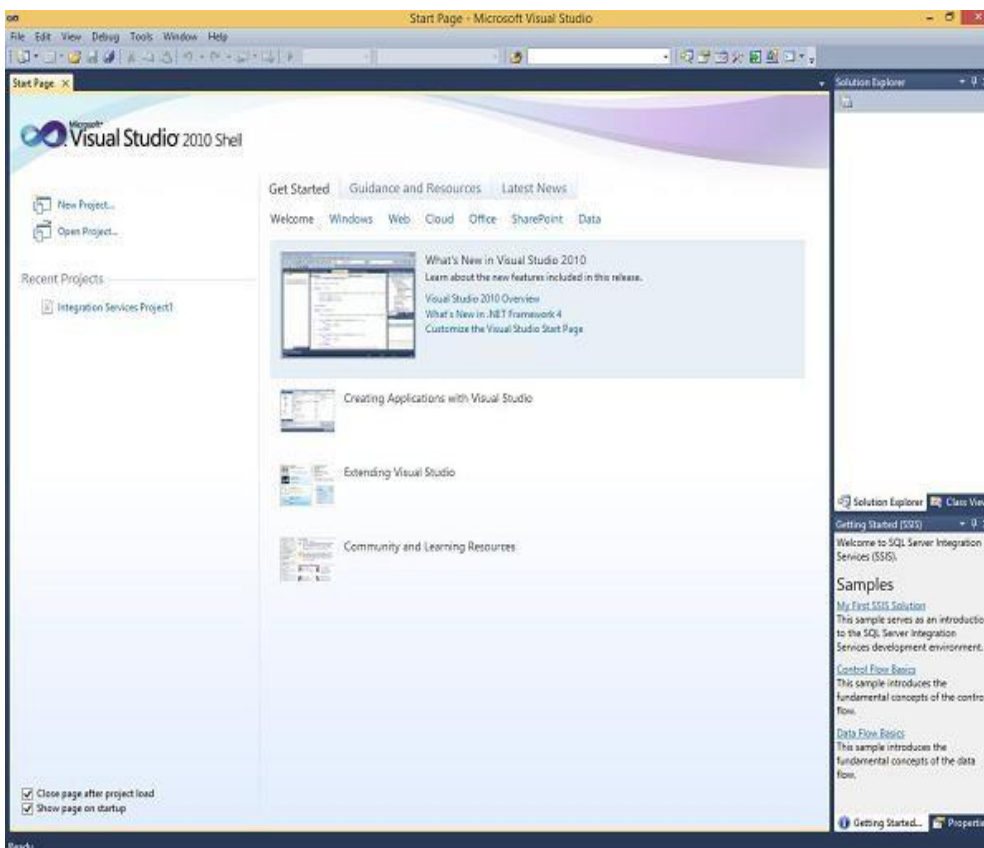 Start Page - Microsoft Visual Studio
File Edit View Debug Tools Window Help
Start Page
Solution Explorer
Microsoft
Visual Studio 2010 Shell
New Project...
Open Project...
Recent Projects
Integration Services Project1
Get Started Guidance and Resources Latest News
Welcome Windows Web Cloud Office SharePoint Data
What's New in Visual Studio 2010
Learn about the new features included in this release.
Visual Studio 2010 Overview
What's New in .NET Framework 4
Customize the Visual Studio Start Page
Creating Applications with Visual Studio
Extending Visual Studio
Community and Learning Resources
Close page after project load
Show page on startup
Solution Explorer Class View
Getting Started (SSIS)
Welcome to SQL Server Integration
Services (SSIS).
Samples
My First SSIS Solution
This sample serves as an introductio
to the SQL Server Integration
Services development environment.
Control Flow Basics
This sample introduces the
fundamental concepts of the contro
flow.
Data Flow Basics
This sample introduces the
fundamental concepts of the data
flow.
Getting Started... Propertie
Ready